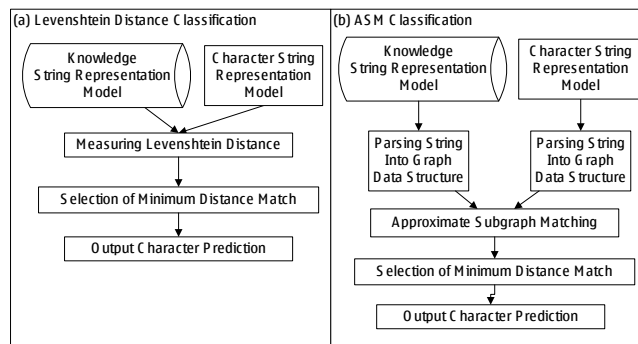 (a) Levenshtein Distance Classification
Knowledge
String Representation
Model
Character String
Representation
Model
Measuring Levenshtein Distance
Selection of Minimum Distance Match
Output Character Prediction
(b) ASM Classification
Knowledge
String Representation
Model
Character String
Representation
Model
Parsing String
Into Graph
Data Structure
Parsing String
Into Graph
Data Structure
Approximate Subgraph Matching
Selection of Minimum Distance Match
Output Character Prediction